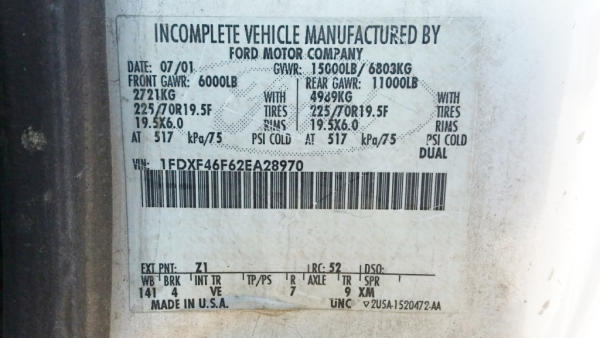 INCOMPLETE VEHICLE MANUFACTURED BY
FORD MOTOR COMPANY
DATE: 07/01 GVWR: 15000LB/ 6803KG
FRONT GAWR: 6000LB REAR GAWR: 11000LB
2721KG WITH 4989KG WITH
225/70R19.5F TIRES 225/70R19.5F TIRES
19.5X6.0 RIMS 19.5X6.0 RIMS
AT 517 kPa/75 PSI COLD AT 517 kPa/75 PSI COLD
DUAL
VIN: 1FDXF46F62EA28970
EXT PNT: Z1 RC: 52 DSO:
WB BRK INT TR TP/PS R AXLE TR SPR
141 4 VE 7 9 XM
MADE IN U.S.A. UNC ▽2USA-1520472-AA